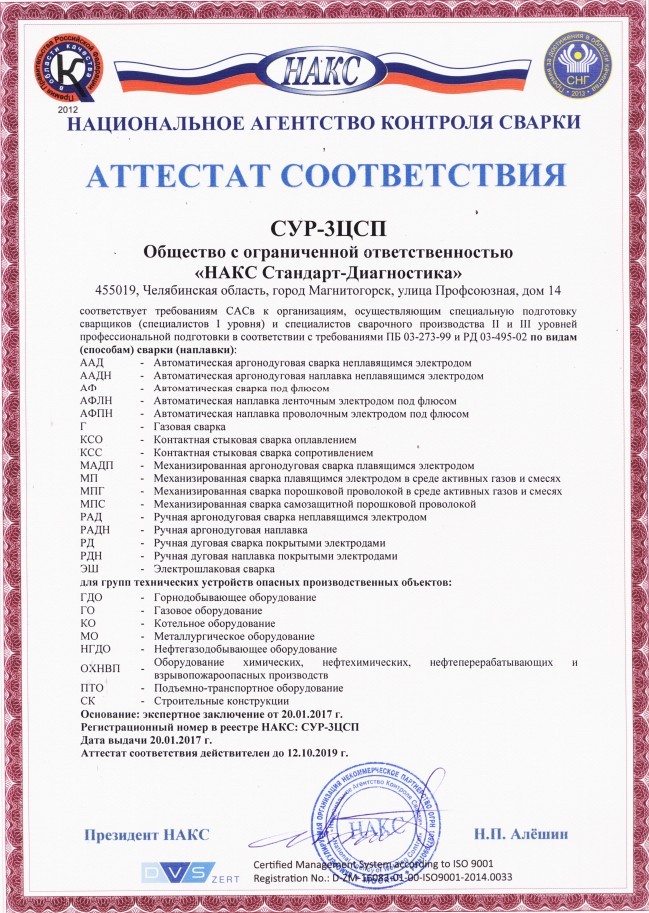 Премия Правительства Российской Федерации
в области качества
2012
НАКС
СНГ
2013
НАЦИОНАЛЬНОЕ АГЕНТСТВО КОНТРОЛЯ СВАРКИ
АТТЕСТАТ СООТВЕТСТВИЯ
СУР-3ЦСП
Общество с ограниченной ответственностью
«НАКС Стандарт-Диагностика»
455019, Челябинская область, город Магнитогорск, улица Профсоюзная, дом 14
соответствует требованиям САСв к организациям, осуществляющим специальную подготовку
сварщиков (специалистов I уровня) и специалистов сварочного производства II и III уровней
профессиональной подготовки в соответствии с требованиями ПБ 03-273-99 и РД 03-495-02 по видам
(способам) сварки (наплавки):
ААД - Автоматическая аргонодуговая сварка неплавящимся электродом
ААДН - Автоматическая аргонодуговая наплавка неплавящимся электродом
АФ - Автоматическая сварка под флюсом
АФЛН - Автоматическая наплавка ленточным электродом под флюсом
АФПН - Автоматическая наплавка проволочным электродом под флюсом
Г - Газовая сварка
КСО - Контактная стыковая сварка оплавлением
КСС - Контактная стыковая сварка сопротивлением
МАДП - Механизированная аргонодуговая сварка плавящимся электродом
МП - Механизированная сварка плавящимся электродом в среде активных газов и смесях
МПГ - Механизированная сварка порошковой проволокой в среде активных газов и смесях
МПС - Механизированная сварка самозащитной порошковой проволокой
РАД - Ручная аргонодуговая сварка неплавящимся электродом
РАДН - Ручная аргонодуговая наплавка
РД - Ручная дуговая сварка покрытыми электродами
РДН - Ручная дуговая наплавка покрытыми электродами
ЭШ - Электрошлаковая сварка
для групп технических устройств опасных производственных объектов:
ГДО - Горнодобывающее оборудование
ГО - Газовое оборудование
КО - Котельное оборудование
МО - Металлургическое оборудование
НГДО - Нефтегазодобывающее оборудование
ОХНВП - Оборудование химических, нефтехимических, нефтеперерабатывающих и
взрывопожароопасных производств
ПТО - Подъемно-транспортное оборудование
СК - Строительные конструкции
Основание: экспертное заключение от 20.01.2017 г.
Регистрационный номер в реестре НАКС: СУР-3ЦСП
Дата выдачи 20.01.2017 г.
Аттестат соответствия действителен до 12.10.2019 г.
НАКС
Президент НАКС
Н.П. Алёшин
DVS ZERT
Certified Management System according to ISO 9001
Registration No.: D-ZM-16083-01-00-ISO9001-2014.0033